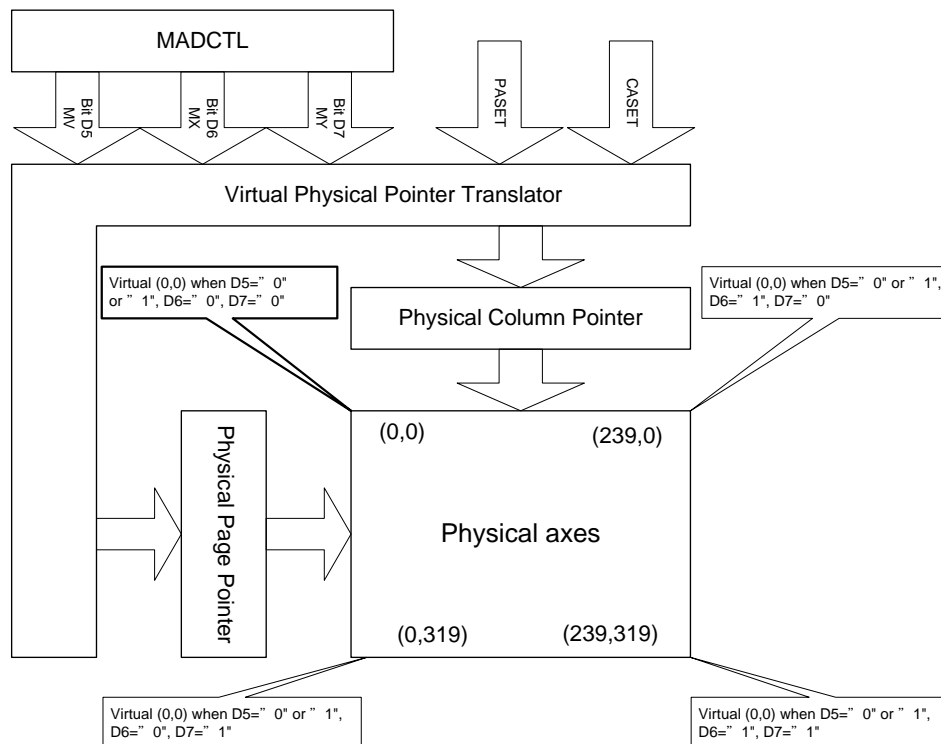 MADCTL
Bit D5
MV
Bit D6
MX
Bit D7
MY
PASET
CASET
Virtual Physical Pointer Translator
Virtual (0,0) when D5=” 0"
or ” 1", D6=” 0", D7=” 0"
Virtual (0,0) when D5=” 0" or ” 1",
D6=” 1", D7=” 0"
Physical Column Pointer
(0,0)
(239,0)
Physical Page Pointer
Physical axes
(0,319)
(239,319)
Virtual (0,0) when D5=” 0" or ” 1",
D6=” 0", D7=” 1"
Virtual (0,0) when D5=” 0" or ” 1",
D6=” 1", D7=” 1"